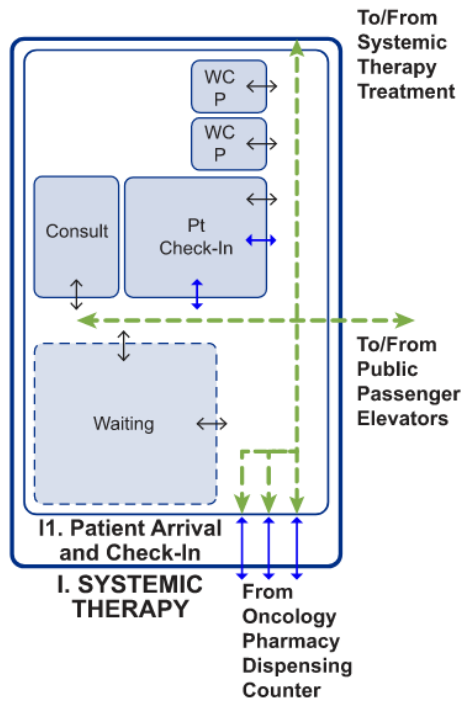 To/From
Systemic
Therapy
Treatment
WC
P
WC
P
Consult
Pt
Check-In
To/From
Public
Passenger
Elevators
Waiting
I1. Patient Arrival
and Check-In
I. SYSTEMIC
THERAPY
From
Oncology
Pharmacy
Dispensing
Counter